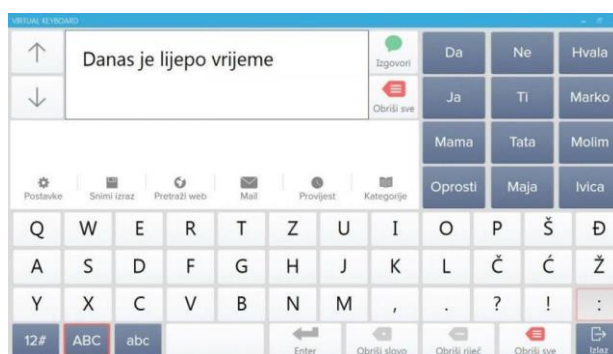 VIRTUAL KEYBOARD
Danas je lijepo vrijeme
Izgovori
Obriši sve
Da Ne Hvala
Ja Ti Marko
Mama Tata Molim
Oprosti Maja Ivica
Postavke Snimi izraz Pretraži web Mail Provijest Kategorije
Q W E R T Z U I O P Š Đ
A S D F G H J K L Č Ć Ž
Y X C V B N M , . ? ! :
12# ABC abc Enter Obriši slovo Obriši riječ Obriši sve Izlaz